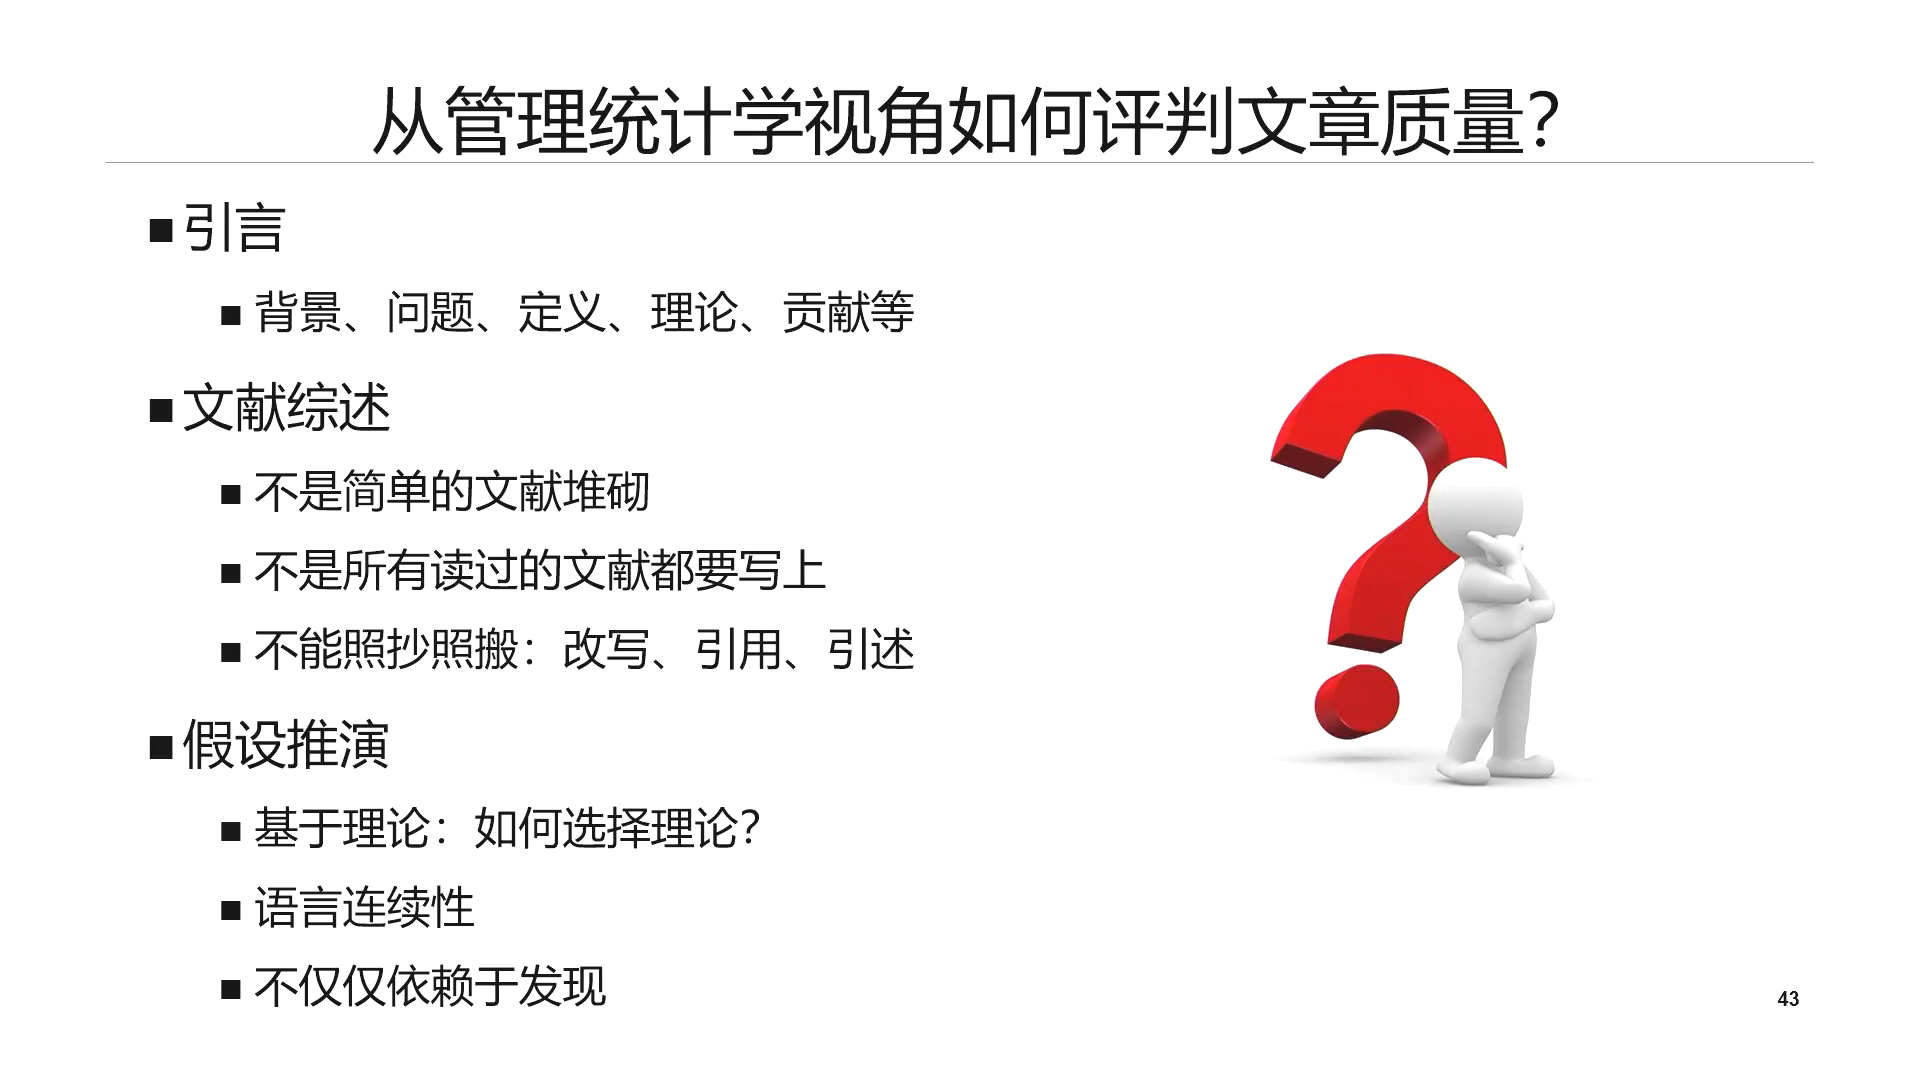 从管理统计学视角如何评判文章质量？
■引言
■背景、问题、定义、理论、贡献等
■文献综述
■不是简单的文献堆砌
■不是所有读过的文献都要写上
■不能照抄照搬：改写、引用、引述
■假设推演
■基于理论：如何选择理论？
■语言连续性
■不仅仅依赖于发现
43